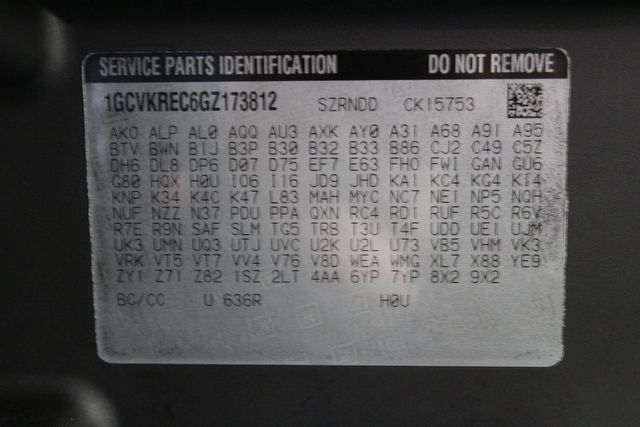 SERVICE PARTS IDENTIFICATION DO NOT REMOVE
1GCVKREC6GZ173812 SZRNDD CK15753
AKO ALP AL0 AQQ AU3 AXK AY0 A31 A68 A91 A95
BTV BWN B1J B3P B30 B32 B33 B86 CJ2 C49 C5Z
DH6 DL8 DP6 D07 D75 EF7 E63 FHO FWI GAN GU6
G80 HQX H0U IO6 I16 JD9 JHD KA1 KC4 KG4 KI4
KNP K34 K4C K47 L83 MAH MYC NC7 NE1 NP5 NQH
NUF NZZ N37 PDU PPA QXN RC4 RD1 RUF R5C R6V
R7E R9N SAF SLM TG5 TRB T3U T4F UDD UE1 UJM
UK3 UMN UQ3 UTJ UVC U2K U2L U73 VB5 VHM VK3
VRK VT5 VT7 VV4 V76 V8D WEA WMG XL7 X88 YE9
ZY1 Z71 Z82 1SZ 2LT 4AA 6YP 7YP 8X2 9X2
BC/CC U 636R H0U